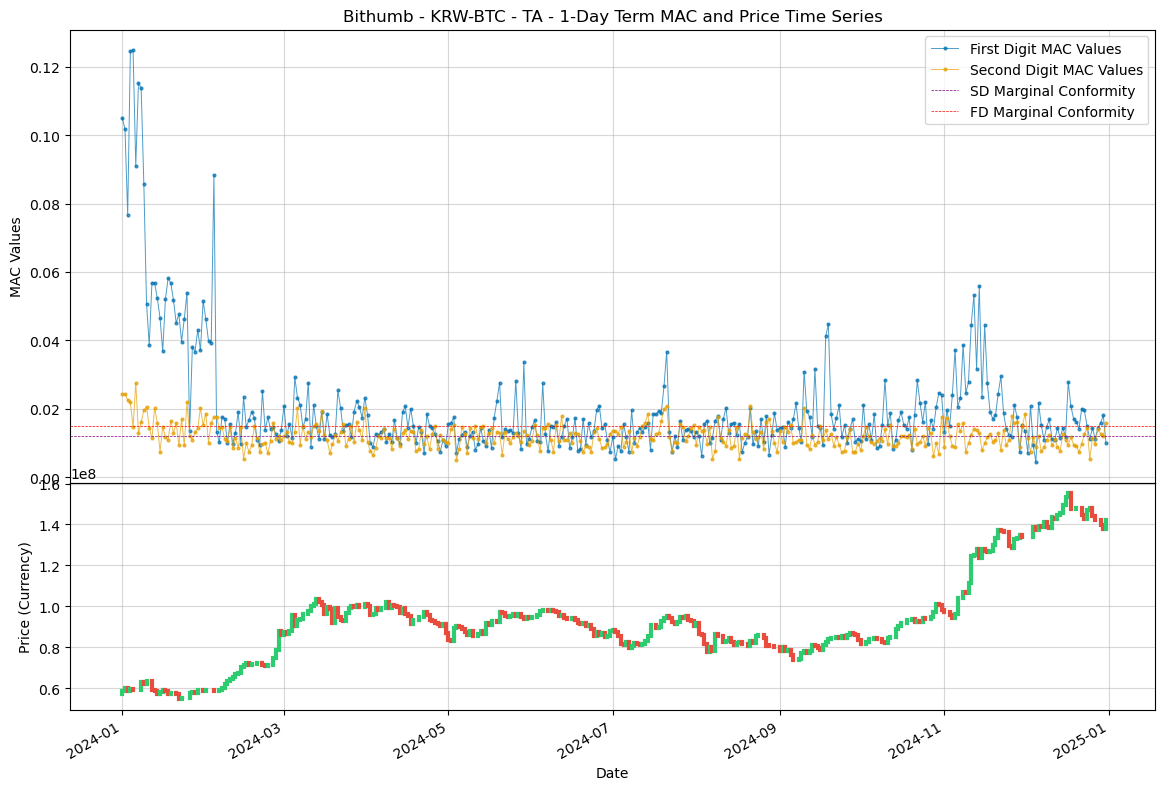 Bithumb - KRW-BTC - TA - 1-Day Term MAC and Price Time Series
First Digit MAC Values
Second Digit MAC Values
SD Marginal Conformity
FD Marginal Conformity
MAC Values
0.12
0.10
0.08
0.06
0.04
0.02
0.00
1e8
Price (Currency)
1.6
1.4
1.2
1.0
0.8
0.6
2024-01
2024-03
2024-05
2024-07
2024-09
2024-11
2025-01
Date